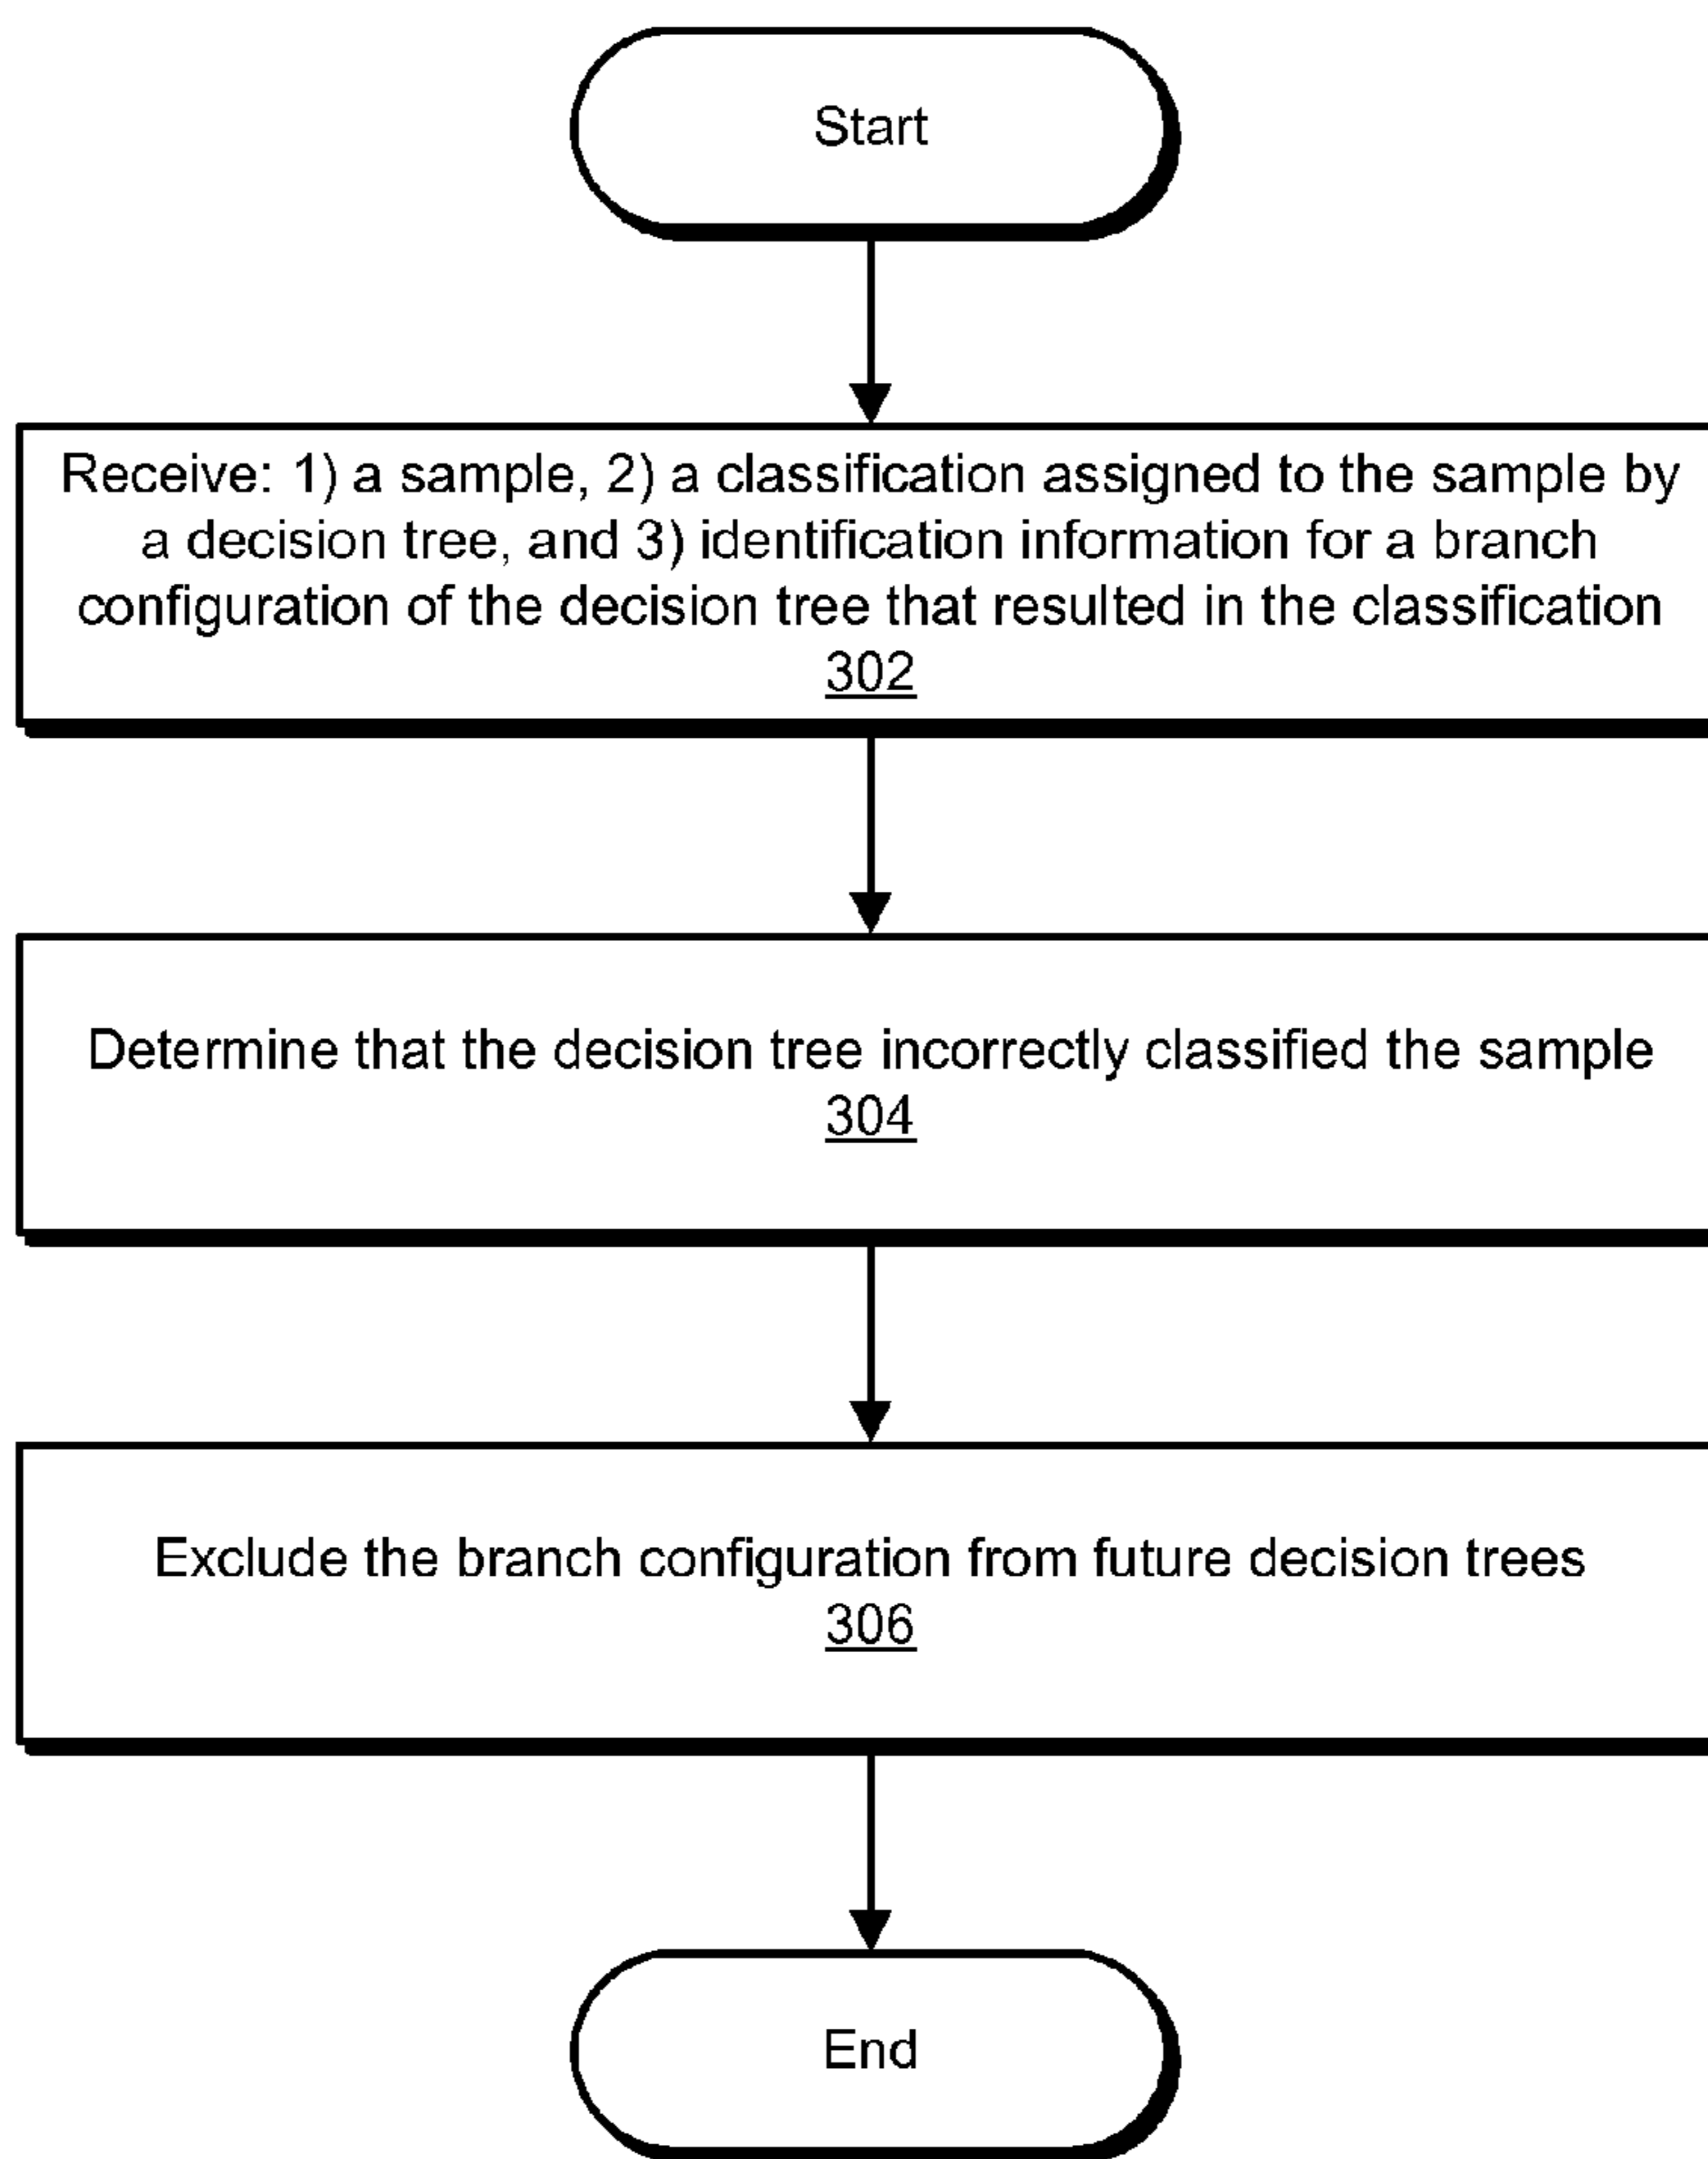 Start
Receive: 1) a sample, 2) a classification assigned to the sample by
a decision tree, and 3) identification information for a branch
configuration of the decision tree that resulted in the classification
302
Determine that the decision tree incorrectly classified the sample
304
Exclude the branch configuration from future decision trees
306
End